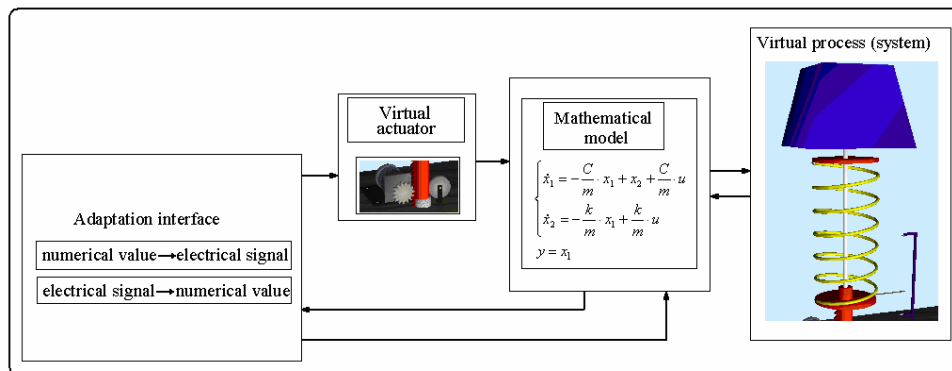 Virtual process (system)
Virtual
actuator
Mathematical
model
ẋ₁ = -C/m · x₁ + x₂ + C/m · u
ẋ₂ = -k/m · x₁ + k/m · u
y = x₁
Adaptation interface
numerical value→electrical signal
electrical signal→numerical value